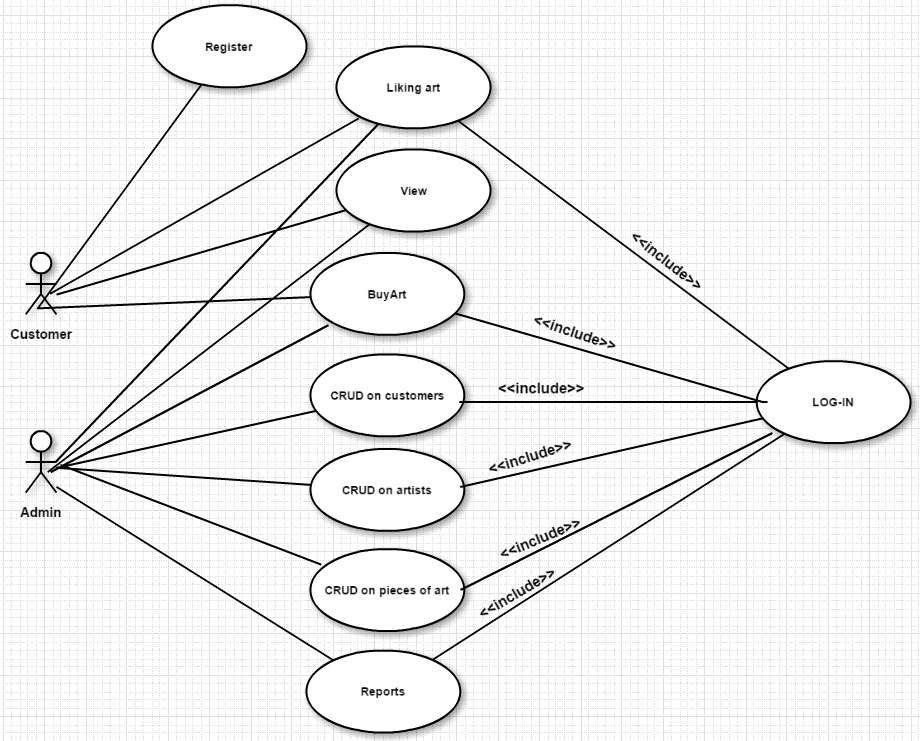 Register
Liking art
View
<<include>>
BuyArt
<<include>>
Customer
CRUD on customers
<<include>>
LOG-IN
<<include>>
CRUD on artists
Admin
<<include>>
CRUD on pieces of art
<<include>>
Reports